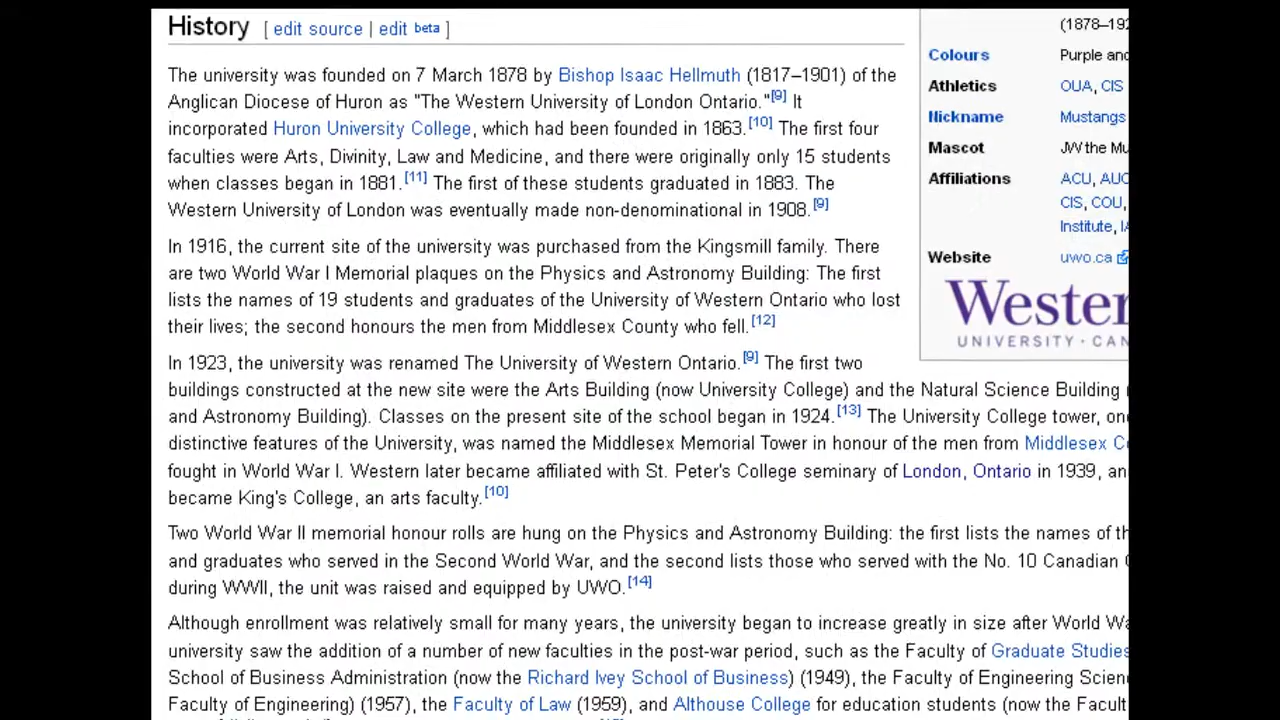 History [ edit source | edit beta ]
The university was founded on 7 March 1878 by Bishop Isaac Hellmuth (1817–1901) of the
Anglican Diocese of Huron as "The Western University of London Ontario."[9] It
incorporated Huron University College, which had been founded in 1863.[10] The first four
faculties were Arts, Divinity, Law and Medicine, and there were originally only 15 students
when classes began in 1881.[11] The first of these students graduated in 1883. The
Western University of London was eventually made non-denominational in 1908.[9]
In 1916, the current site of the university was purchased from the Kingsmill family. There
are two World War I Memorial plaques on the Physics and Astronomy Building: The first
lists the names of 19 students and graduates of the University of Western Ontario who lost
their lives; the second honours the men from Middlesex County who fell.[12]
In 1923, the university was renamed The University of Western Ontario.[9] The first two
buildings constructed at the new site were the Arts Building (now University College) and the Natural Science Building
and Astronomy Building). Classes on the present site of the school began in 1924.[13] The University College tower,
distinctive features of the University, was named the Middlesex Memorial Tower in honour of the men from Middlesex
fought in World War I. Western later became affiliated with St. Peter's College seminary of London, Ontario in 1939,
became King's College, an arts faculty.[10]
Two World War II memorial honour rolls are hung on the Physics and Astronomy Building: the first lists the names of
and graduates who served in the Second World War, and the second lists those who served with the No. 10 Canadian
during WWII, the unit was raised and equipped by UWO.[14]
Although enrollment was relatively small for many years, the university began to increase greatly in size after World
university saw the addition of a number of new faculties in the post-war period, such as the Faculty of Graduate Studies
School of Business Administration (now the Richard Ivey School of Business) (1949), the Faculty of Engineering
Faculty of Engineering) (1957), the Faculty of Law (1959), and Althouse College for education students (now the
(1878–192
Colours Purple and
Athletics OUA, CIS
Nickname Mustangs
Mascot JW the
Affiliations ACU,
CIS, COU,
Institute,
Website uwo.ca
Wester
UNIVERSITY · CAN